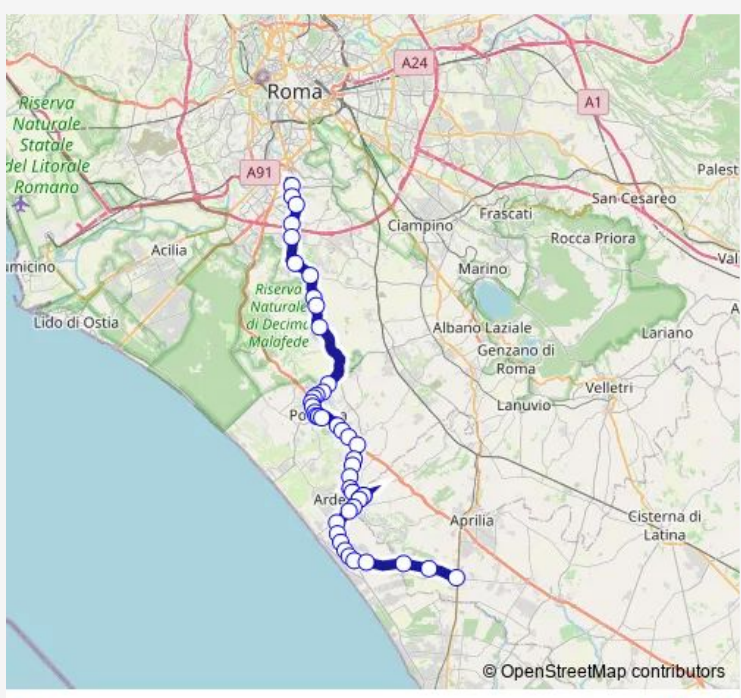 A24
Roma
A1
Riserva
Naturale
Statale
del Litorale
Romano
A91
Palest
San Cesareo
Frascati
Ciampino
Rocca Priora
Acilia
Val
umicino
Marino
Riserva
Naturale
di Decima
Malafede
Lido di Ostia
Albano Laziale
Lariano
Genzano di
Roma
Velletri
Lanuvio
Po
a
Arde
Aprilia
Cisterna di
Latina
© OpenStreetMap contributors